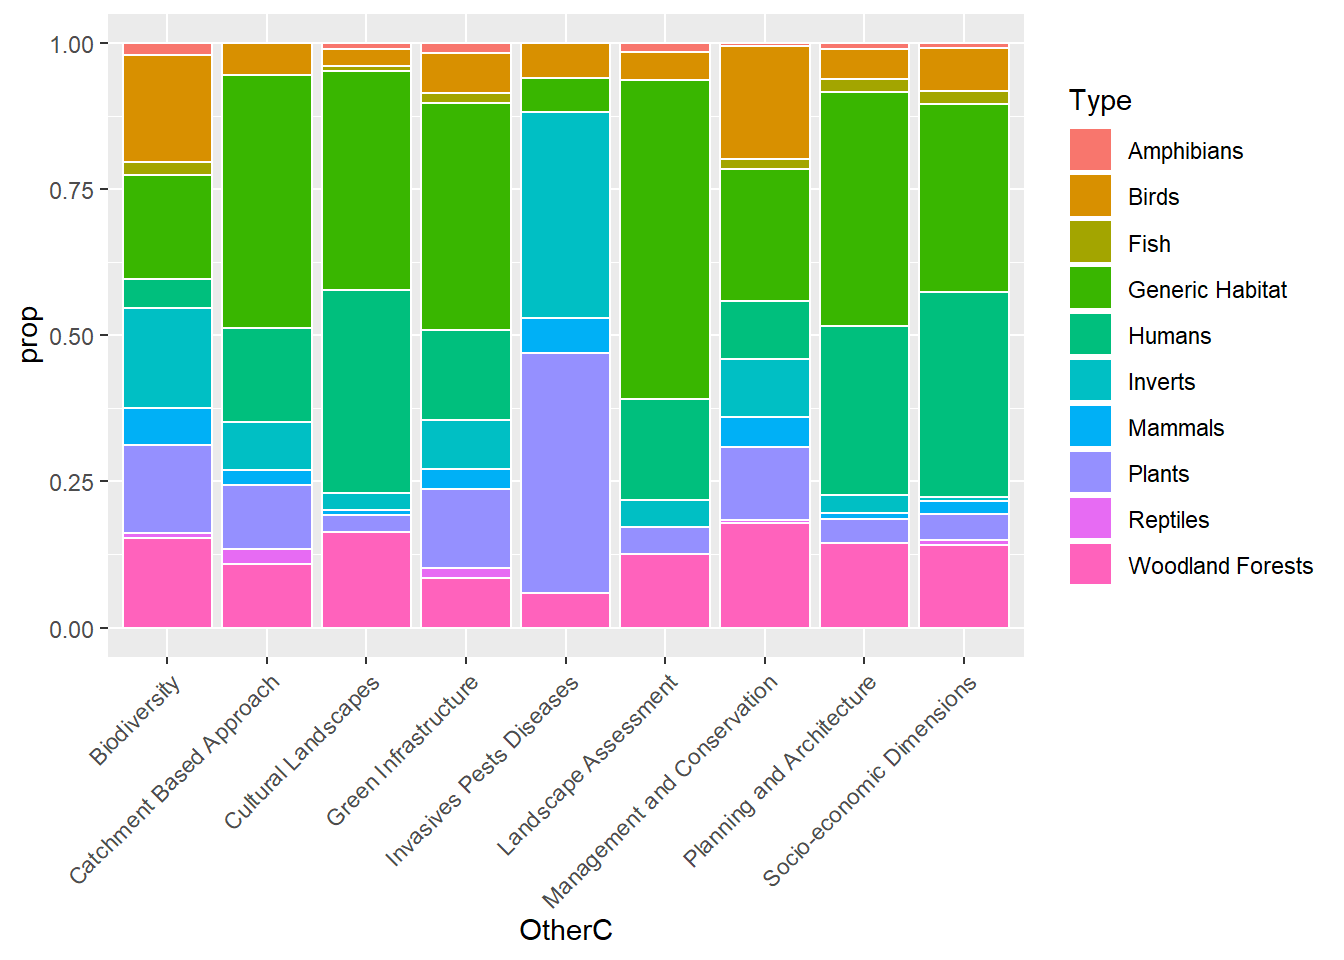 1.00
0.75
0.50
0.25
0.00
prop
Biodiversity
Catchment Based Approach
Cultural Landscapes
Green Infrastructure
Invasives Pests Diseases
Landscape Assessment
Management and Conservation
Planning and Architecture
Socio-economic Dimensions
OtherC
Type
Amphibians
Birds
Fish
Generic Habitat
Humans
Inverts
Mammals
Plants
Reptiles
Woodland Forests